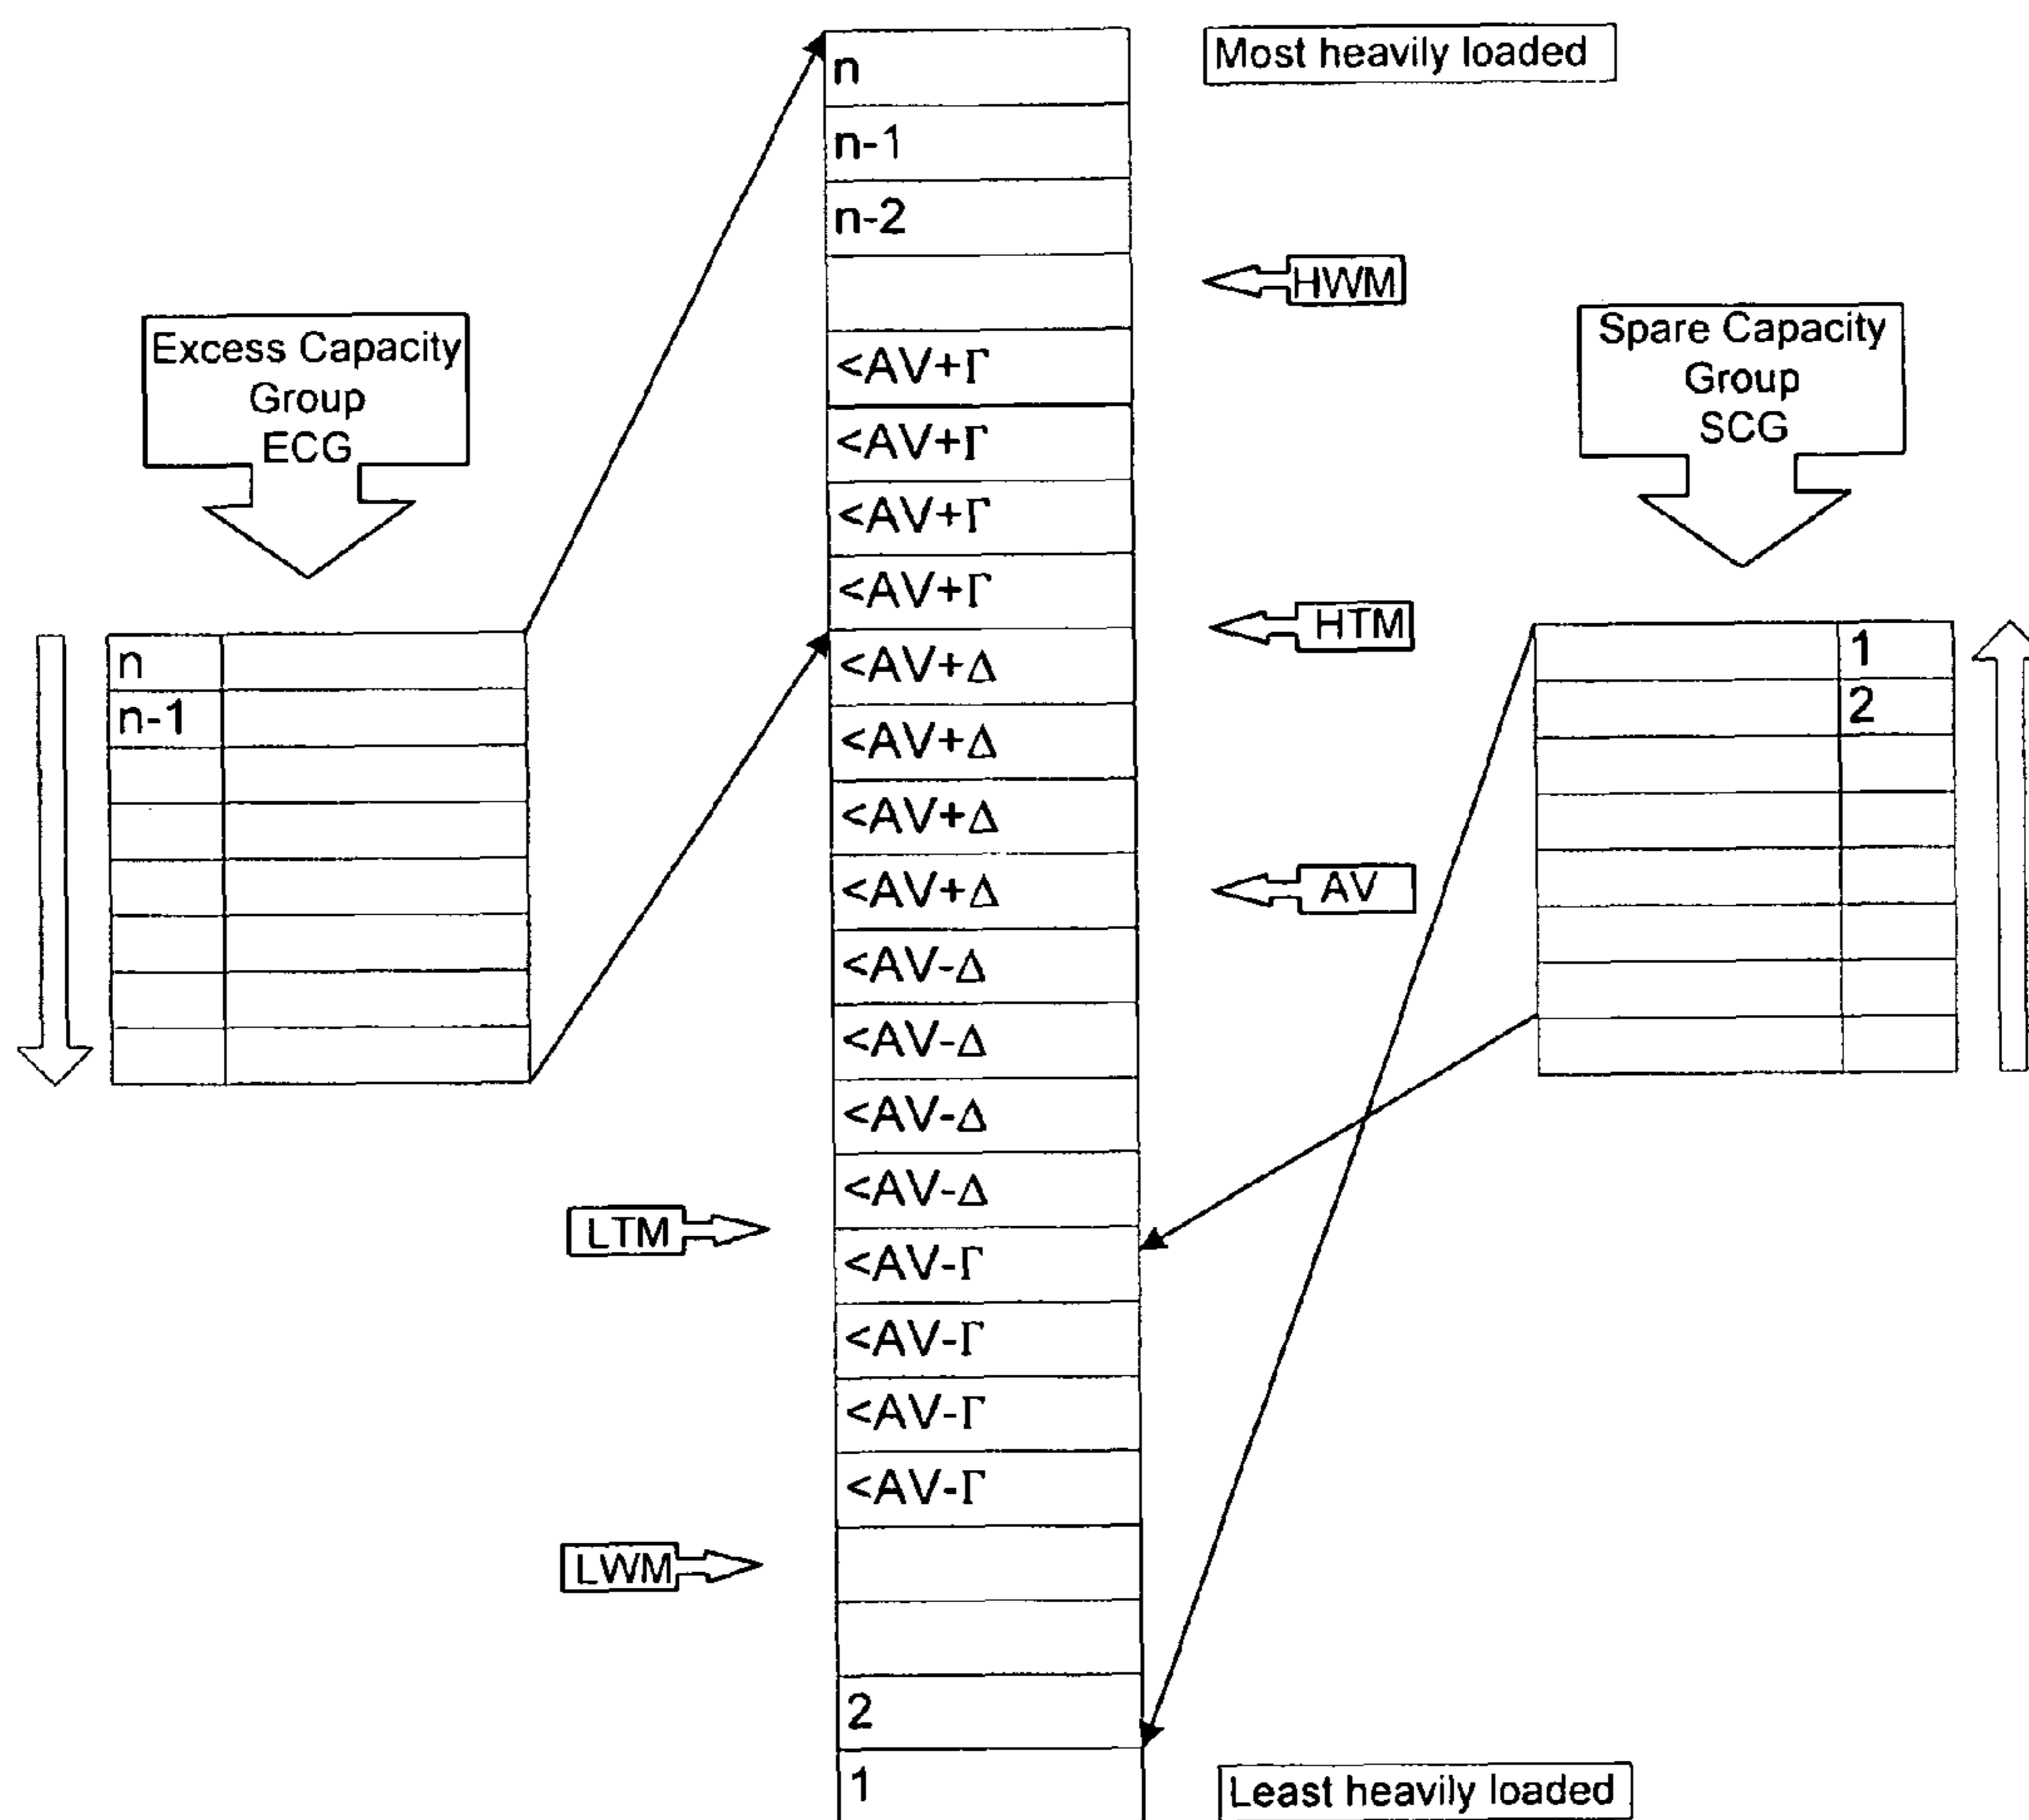 Most heavily loaded
n
n-1
n-2
HWM
Excess Capacity
Group
ECG
Spare Capacity
Group
SCG
<AV+Γ
<AV+Γ
<AV+Γ
<AV+Γ
HTM
n
n-1
1
2
<AV+Δ
<AV+Δ
<AV+Δ
<AV+Δ
AV
<AV-Δ
<AV-Δ
<AV-Δ
<AV-Δ
LTM
<AV-Γ
<AV-Γ
<AV-Γ
<AV-Γ
LWM
2
1
Least heavily loaded